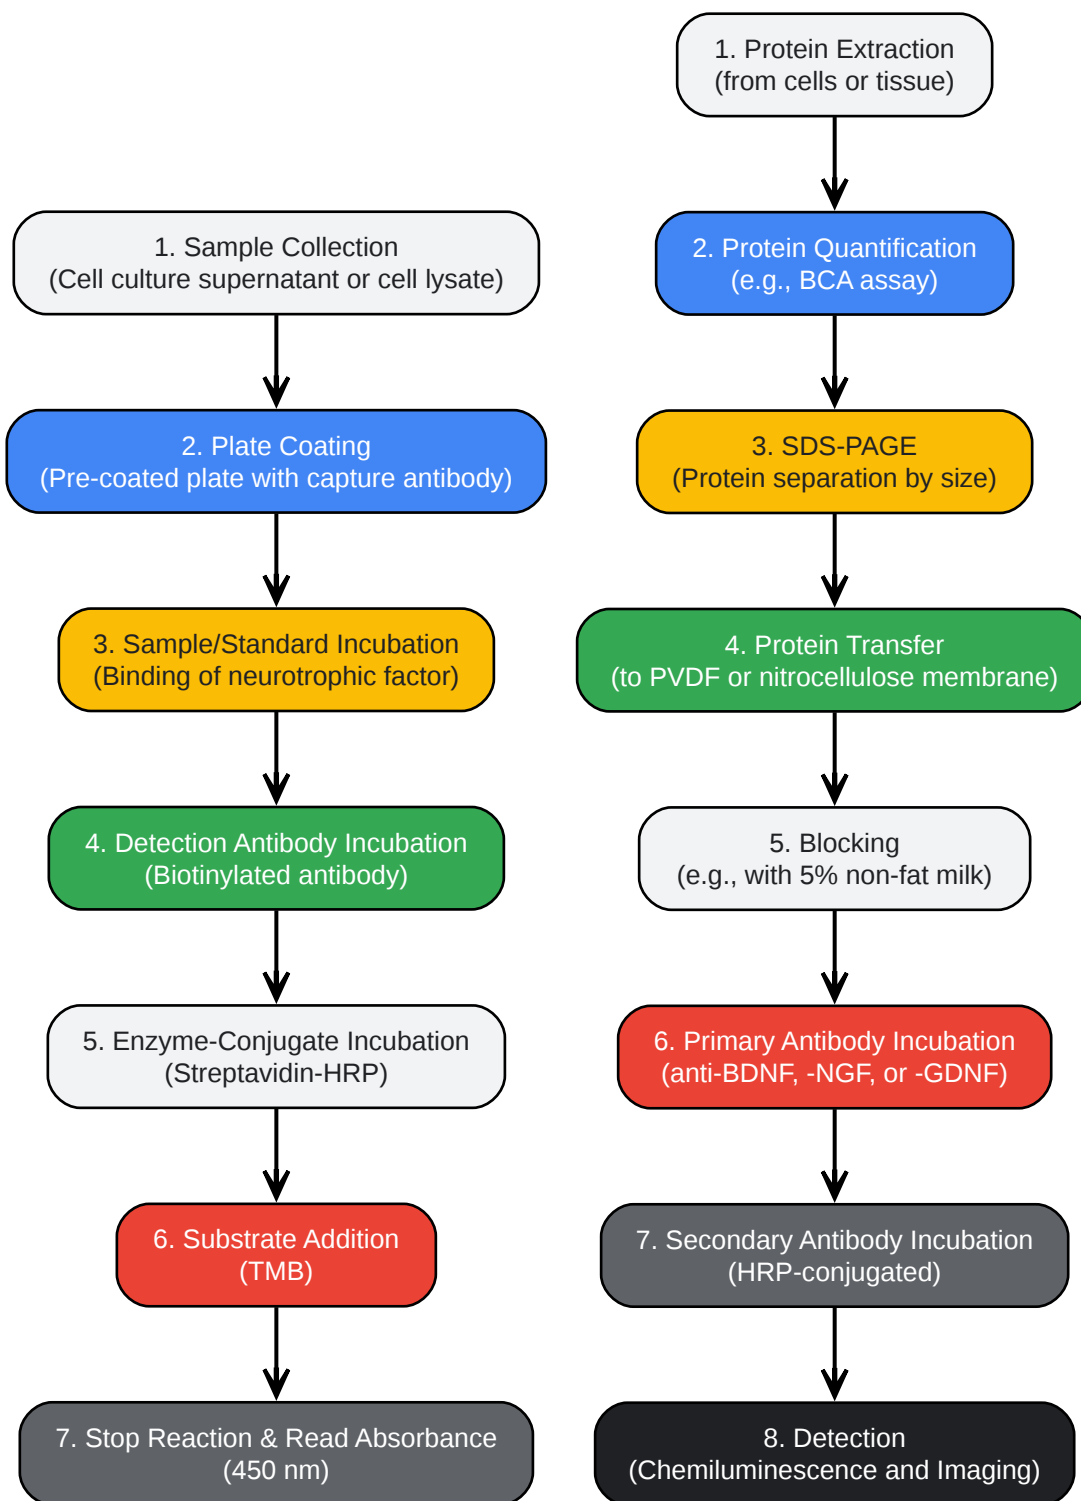 1. Sample Collection
(Cell culture supernatant or cell lysate)
2. Plate Coating
(Pre-coated plate with capture antibody)
3. Sample/Standard Incubation
(Binding of neurotrophic factor)
4. Detection Antibody Incubation
(Biotinylated antibody)
5. Enzyme-Conjugate Incubation
(Streptavidin-HRP)
6. Substrate Addition
(TMB)
7. Stop Reaction & Read Absorbance
(450 nm)
1. Protein Extraction
(from cells or tissue)
2. Protein Quantification
(e.g., BCA assay)
3. SDS-PAGE
(Protein separation by size)
4. Protein Transfer
(to PVDF or nitrocellulose membrane)
5. Blocking
(e.g., with 5% non-fat milk)
6. Primary Antibody Incubation
(anti-BDNF, -NGF, or -GDNF)
7. Secondary Antibody Incubation
(HRP-conjugated)
8. Detection
(Chemiluminescence and Imaging)